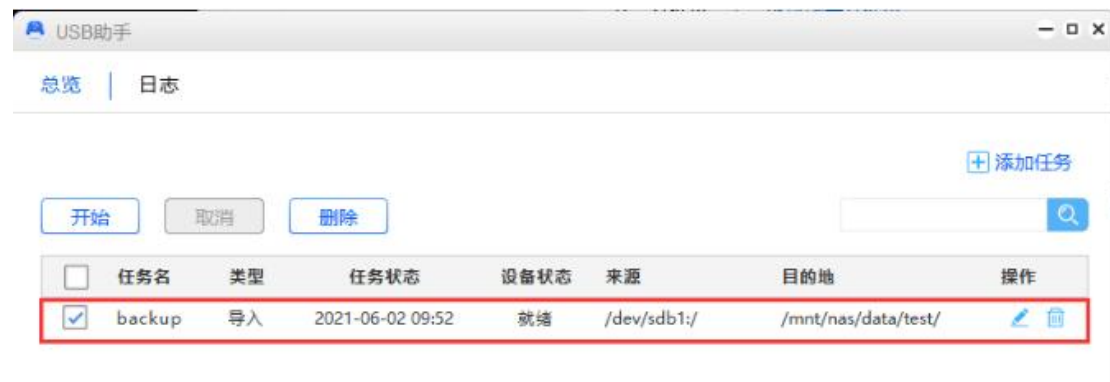 USB助手
总览 | 日志
添加任务
开始 取消 删除
任务名 类型 任务状态 设备状态 来源 目的地 操作
backup 导入 2021-06-02 09:52 就绪 /dev/sdb1:/ /mnt/nas/data/test/